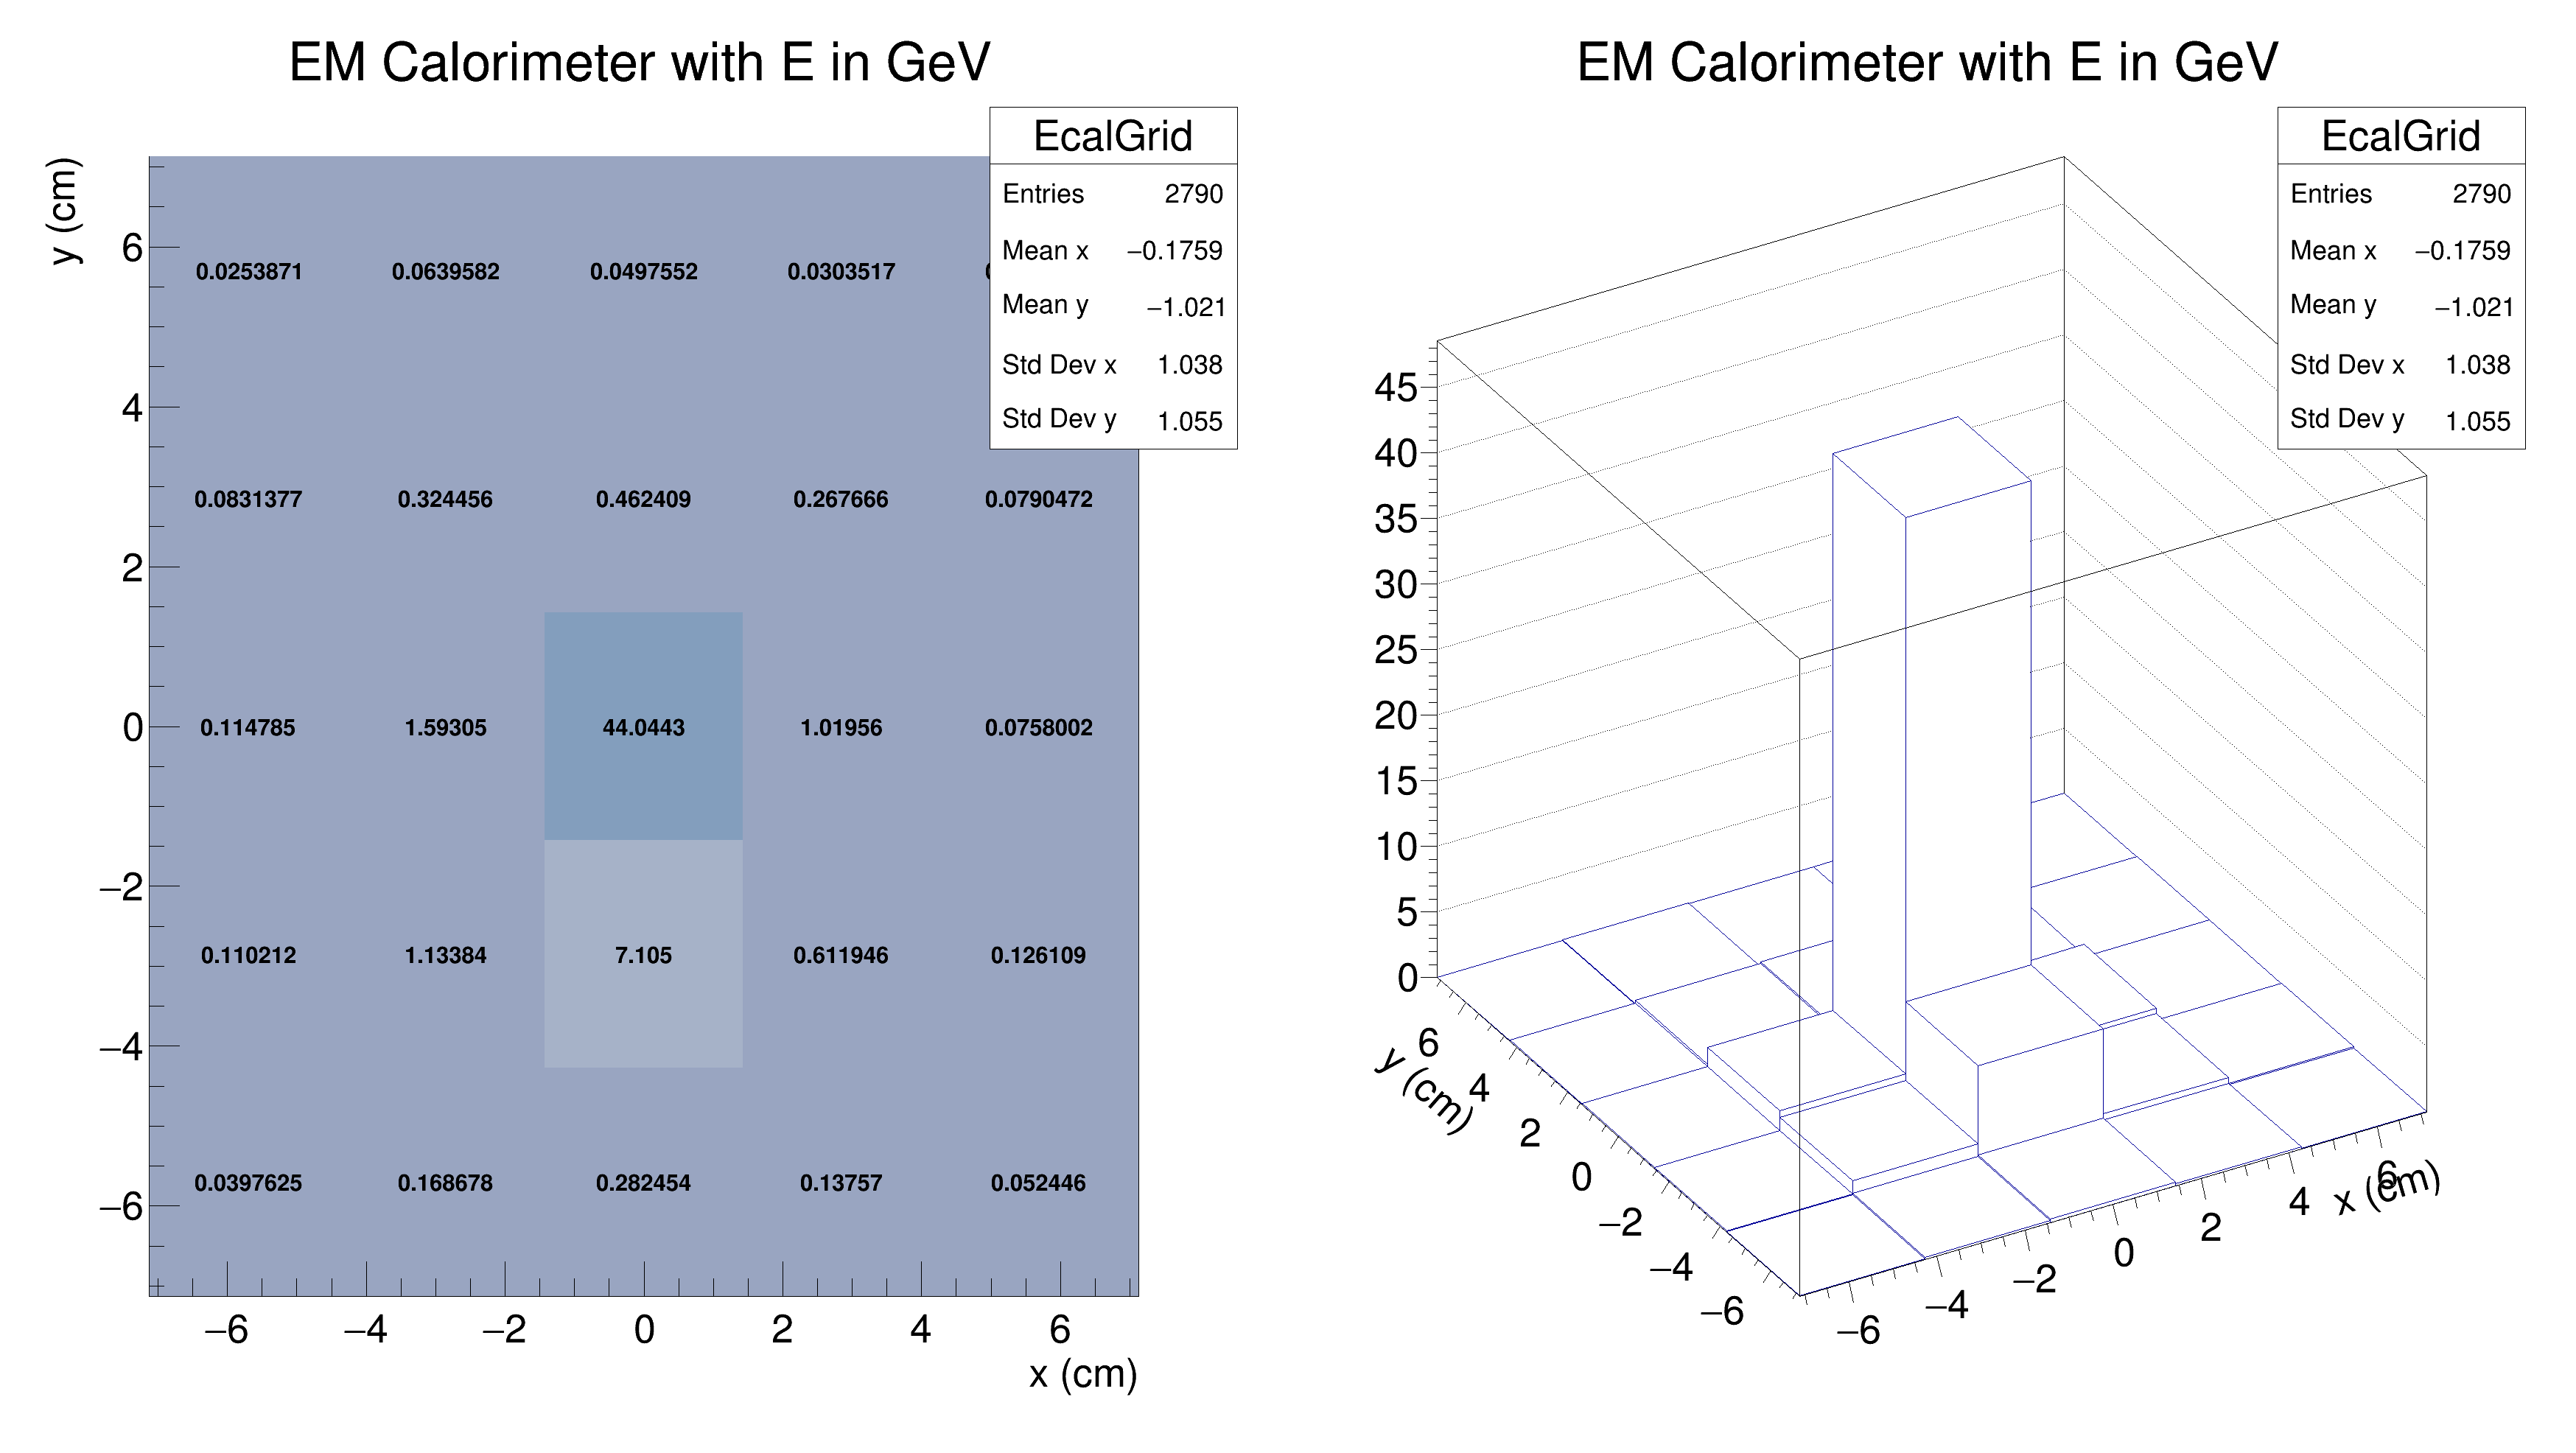 EM Calorimeter with E in GeV
EcalGrid
Entries 2790
Mean x −0.1759
Mean y −1.021
Std Dev x 1.038
Std Dev y 1.055
y (cm)
6
4
2
0
−2
−4
−6
0.0253871 0.0639582 0.0497552 0.0303517
0.0831377 0.324456 0.462409 0.267666 0.0790472
0.114785 1.59305 44.0443 1.01956 0.0758002
0.110212 1.13384 7.105 0.611946 0.126109
0.0397625 0.168678 0.282454 0.13757 0.052446
−6 −4 −2 0 2 4 6
x (cm)
EM Calorimeter with E in GeV
EcalGrid
Entries 2790
Mean x −0.1759
Mean y −1.021
Std Dev x 1.038
Std Dev y 1.055
45
40
35
30
25
20
15
10
5
0
y (cm)
6
4
2
0
−2
−4
−6
−6 −4 −2 0 2 4 6
x (cm)